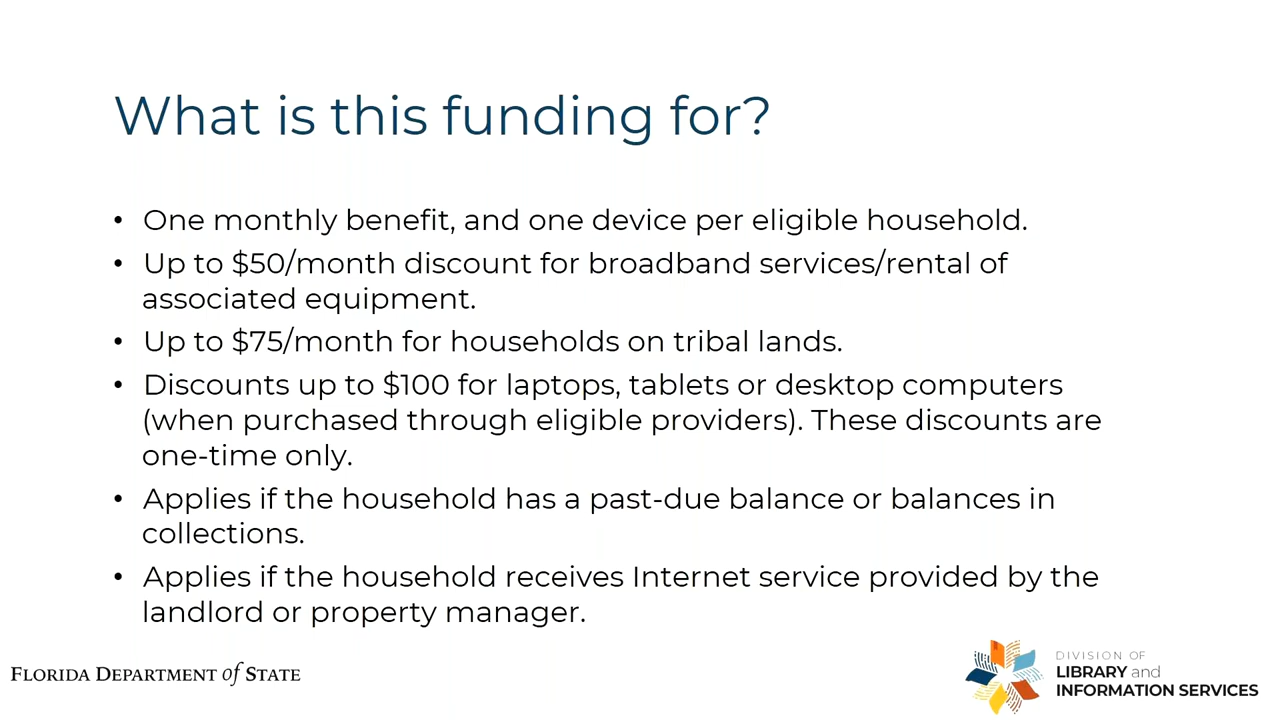 What is this funding for?
• One monthly benefit, and one device per eligible household.
• Up to $50/month discount for broadband services/rental of
associated equipment.
• Up to $75/month for households on tribal lands.
• Discounts up to $100 for laptops, tablets or desktop computers
(when purchased through eligible providers). These discounts are
one-time only.
• Applies if the household has a past-due balance or balances in
collections.
• Applies if the household receives Internet service provided by the
landlord or property manager.
FLORIDA DEPARTMENT of STATE
DIVISION OF
LIBRARY and
INFORMATION SERVICES